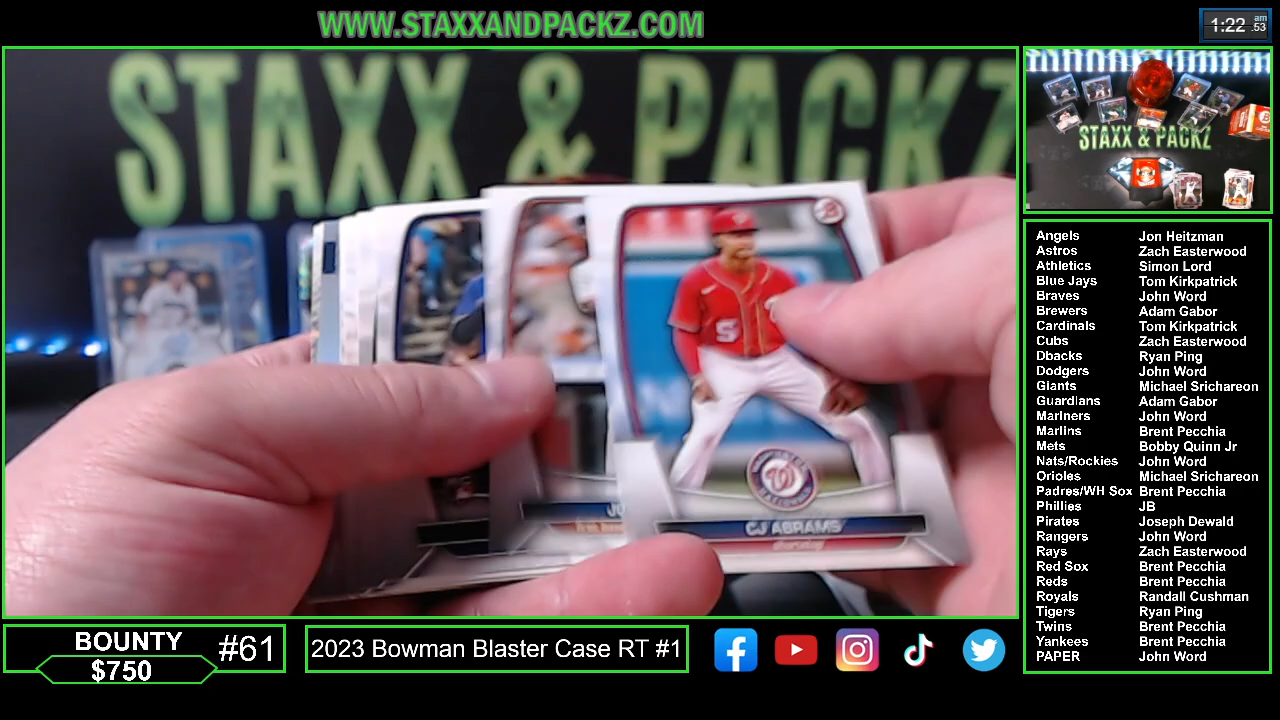 WWW.STAXXANDPACKZ.COM
1:22 am .53
STAXX & PACKZ
STAXX & PACKZ
CJ ABRAMS
Angels Jon Heitzman
Astros Zach Easterwood
Athletics Simon Lord
Blue Jays Tom Kirkpatrick
Braves John Word
Brewers Adam Gabor
Cardinals Tom Kirkpatrick
Cubs Zach Easterwood
Dbacks Ryan Ping
Dodgers John Word
Giants Michael Srichareon
Guardians Adam Gabor
Mariners John Word
Marlins Brent Pecchia
Mets Bobby Quinn Jr
Nats/Rockies John Word
Orioles Michael Srichareon
Padres/WH Sox Brent Pecchia
Phillies JB
Pirates Joseph Dewald
Rangers John Word
Rays Zach Easterwood
Red Sox Brent Pecchia
Reds Brent Pecchia
Royals Randall Cushman
Tigers Ryan Ping
Twins Brent Pecchia
Yankees Brent Pecchia
PAPER John Word
BOUNTY
$750
#61
2023 Bowman Blaster Case RT #1